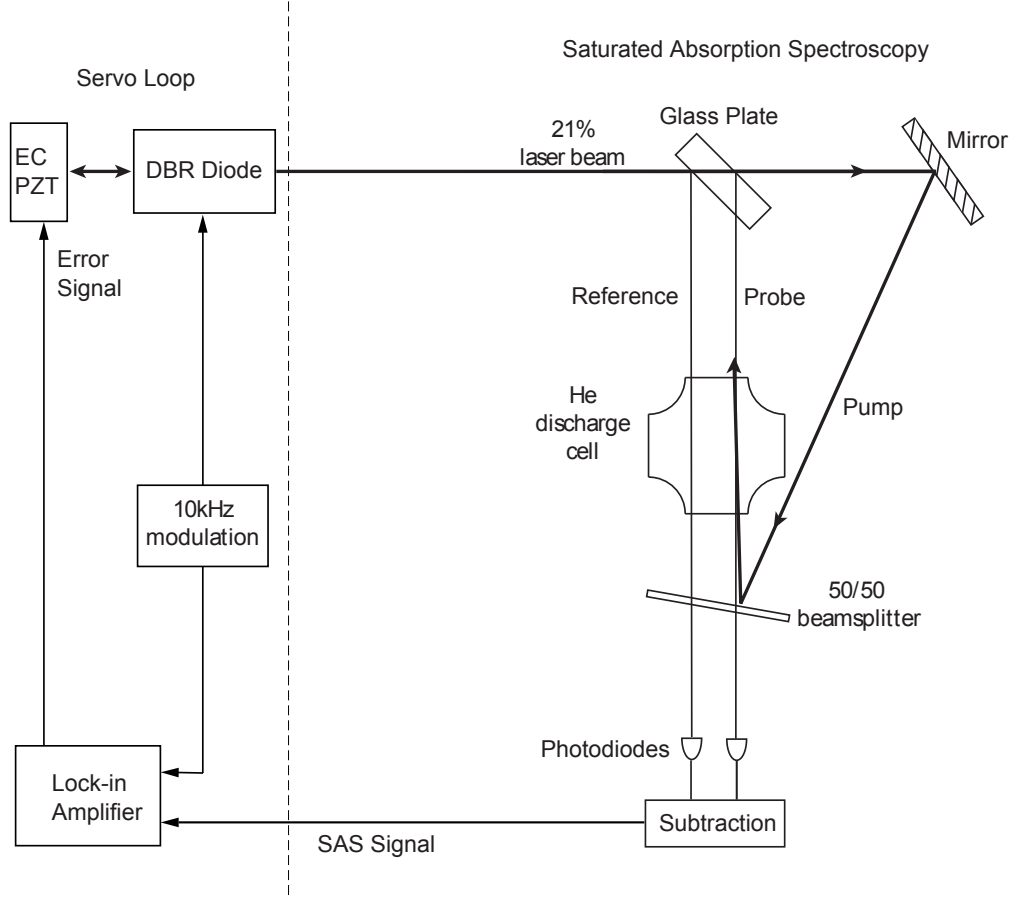 Saturated Absorption Spectroscopy
Servo Loop
Glass Plate
21%
laser beam
Mirror
EC
PZT
DBR Diode
Error
Signal
Reference
Probe
He
discharge
cell
Pump
10kHz
modulation
50/50
beamsplitter
Photodiodes
Lock-in
Amplifier
Subtraction
SAS Signal